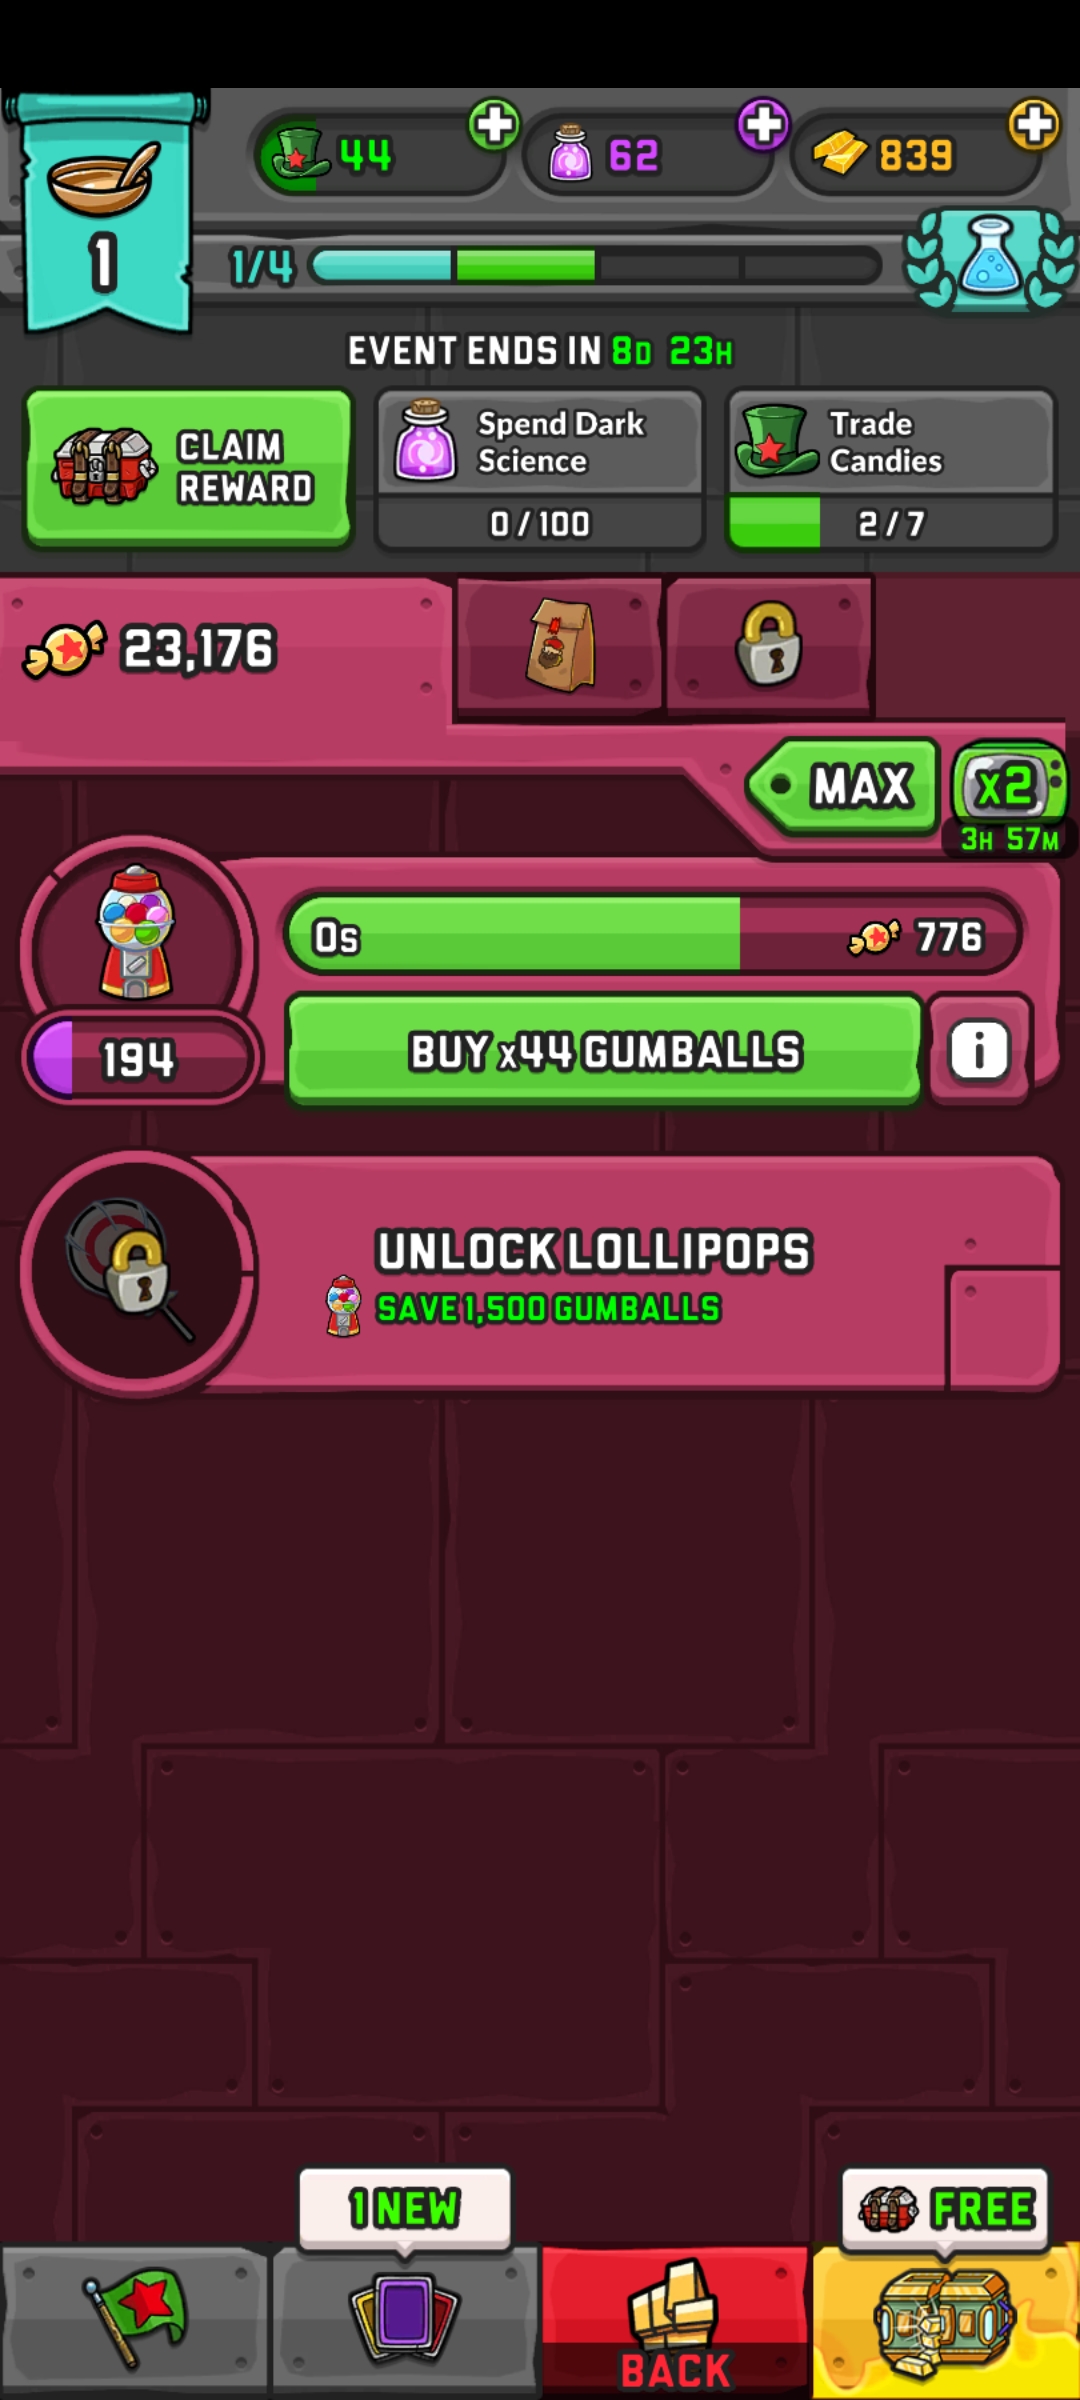 44
62
839
1
1/4
EVENT ENDS IN 8D 23H
CLAIM
REWARD
Spend Dark
Science
0 / 100
Trade
Candies
2 / 7
23,176
MAX
x2
3H 57M
0s
776
194
BUY x44 GUMBALLS
i
UNLOCK LOLLIPOPS
SAVE 1,500 GUMBALLS
1 NEW
FREE
BACK